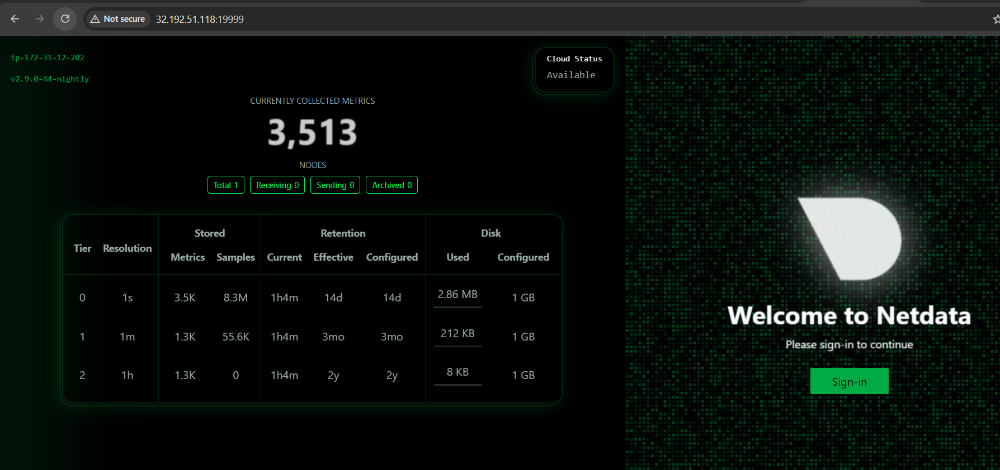 Not secure 32.192.51.118:19999
ip-172-31-12-202
v2.9.0-44-nightly
Cloud Status
Available
CURRENTLY COLLECTED METRICS
3,513
NODES
Total 1 Receiving 0 Sending 0 Archived 0
Stored Retention Disk
Tier Resolution
Metrics Samples Current Effective Configured Used Configured
0 1s 3.5K 8.3M 1h4m 14d 14d 2.86 MB 1 GB
1 1m 1.3K 55.6K 1h4m 3mo 3mo 212 KB 1 GB
2 1h 1.3K 0 1h4m 2y 2y 8 KB 1 GB
Welcome to Netdata
Please sign-in to continue
Sign-in